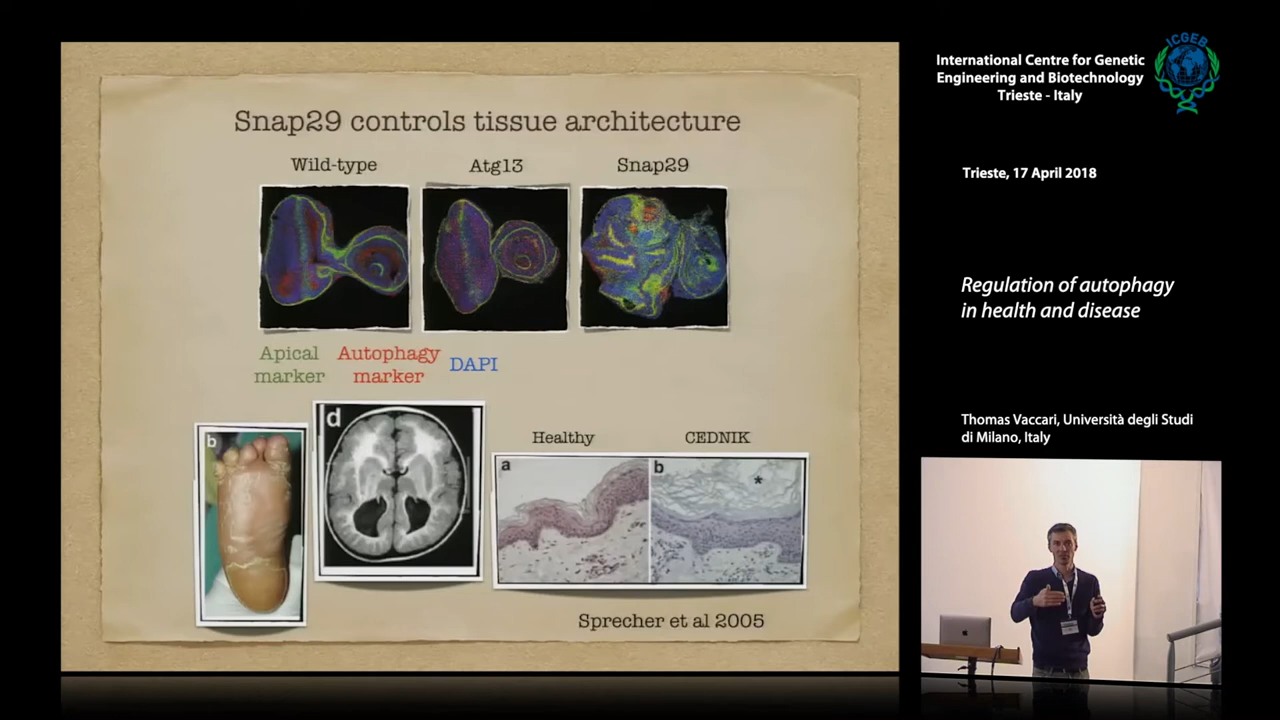 Snap29 controls tissue architecture
Wild-type
Atg13
Snap29
Apical
marker
Autophagy
marker
DAPI
b
d
Healthy
CEDNIK
a
b
*
Sprecher et al 2005
ICGEB
International Centre for Genetic
Engineering and Biotechnology
Trieste - Italy
Trieste, 17 April 2018
Regulation of autophagy
in health and disease
Thomas Vaccari, Università degli Studi
di Milano, Italy